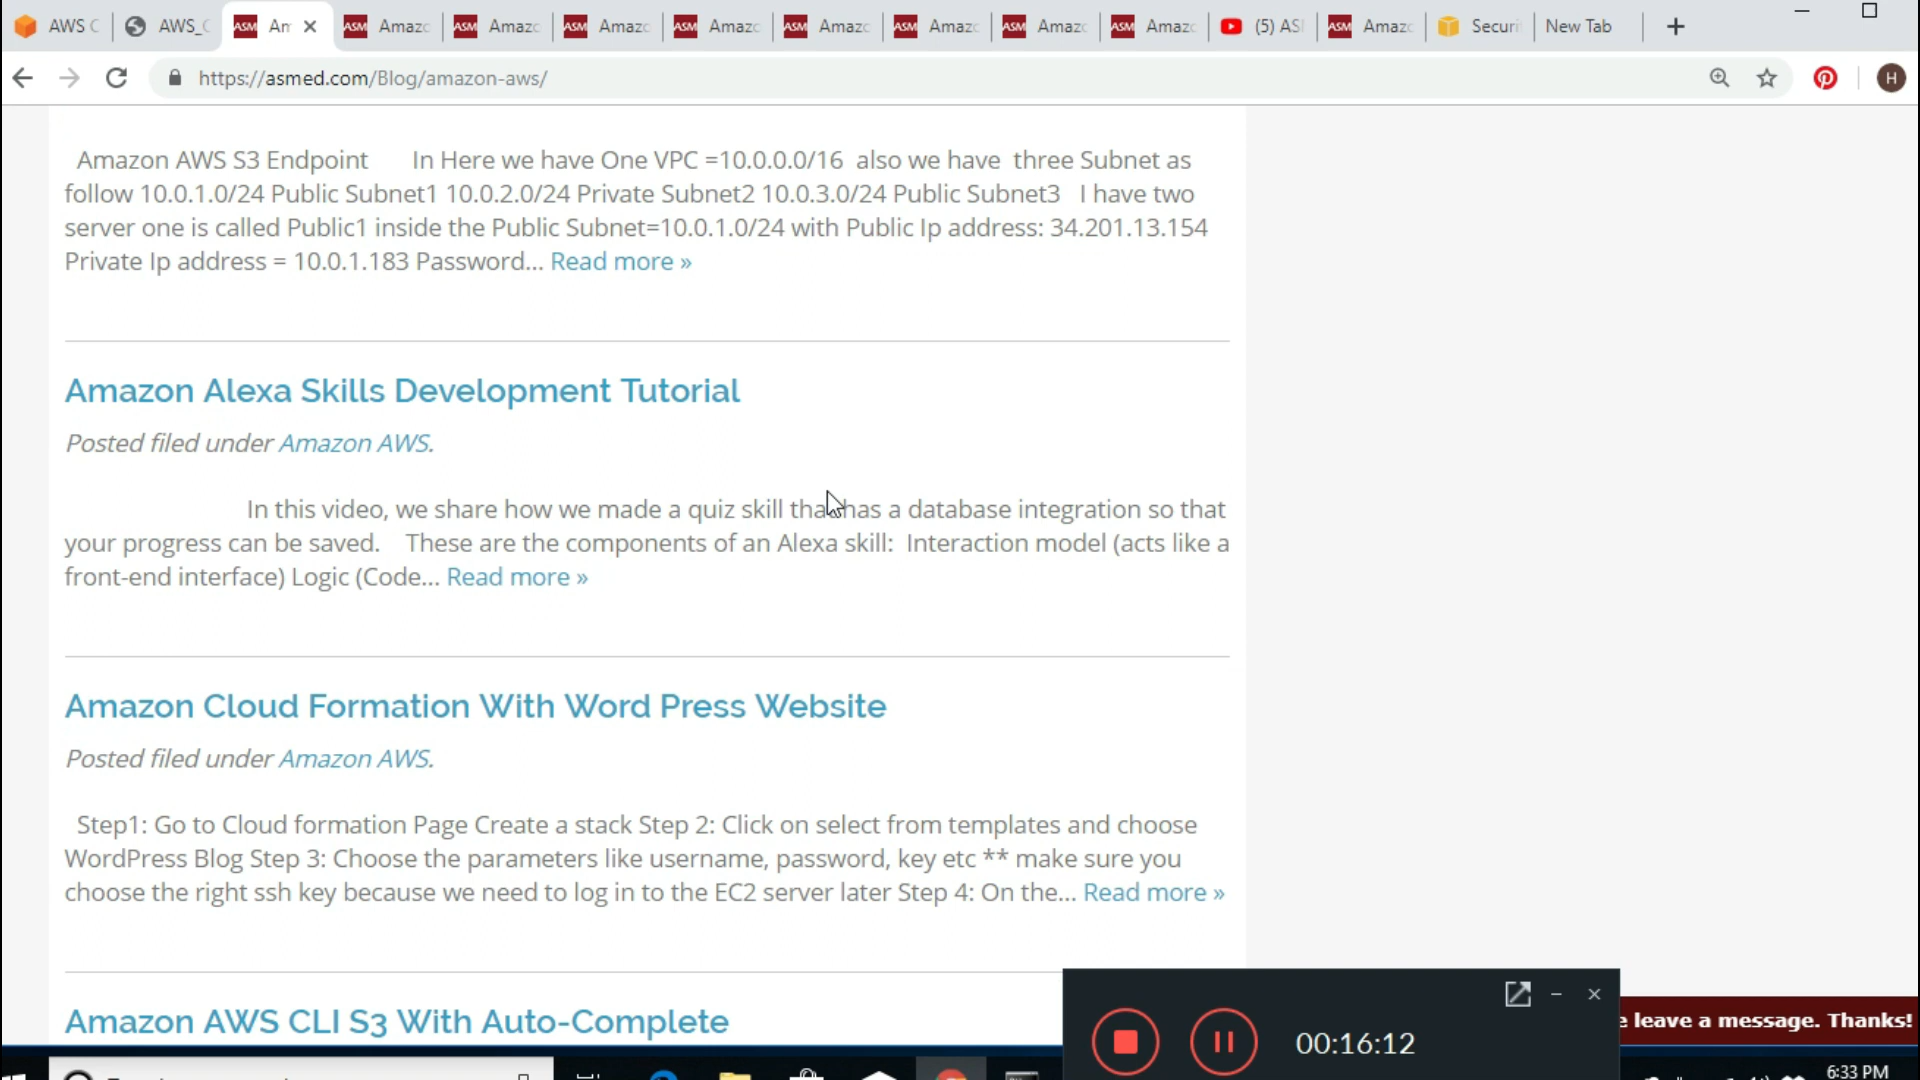 AWS C
AWS_C
ASM Am
ASM Amazo
ASM Amazo
ASM Amazo
ASM Amazo
ASM Amazo
ASM Amazo
ASM Amazo
ASM Amazo
(5) ASM
ASM Amazo
Securi
New Tab
https://asmed.com/Blog/amazon-aws/
H
Amazon AWS S3 Endpoint In Here we have One VPC =10.0.0.0/16 also we have three Subnet as
follow 10.0.1.0/24 Public Subnet1 10.0.2.0/24 Private Subnet2 10.0.3.0/24 Public Subnet3 I have two
server one is called Public1 inside the Public Subnet=10.0.1.0/24 with Public Ip address: 34.201.13.154
Private Ip address = 10.0.1.183 Password... Read more »
Amazon Alexa Skills Development Tutorial
Posted filed under Amazon AWS.
In this video, we share how we made a quiz skill that has a database integration so that
your progress can be saved. These are the components of an Alexa skill: Interaction model (acts like a
front-end interface) Logic (Code... Read more »
Amazon Cloud Formation With Word Press Website
Posted filed under Amazon AWS.
Step1: Go to Cloud formation Page Create a stack Step 2: Click on select from templates and choose
WordPress Blog Step 3: Choose the parameters like username, password, key etc ** make sure you
choose the right ssh key because we need to log in to the EC2 server later Step 4: On the... Read more »
Amazon AWS CLI S3 With Auto-Complete
00:16:12
leave a message. Thanks!
6:33 PM